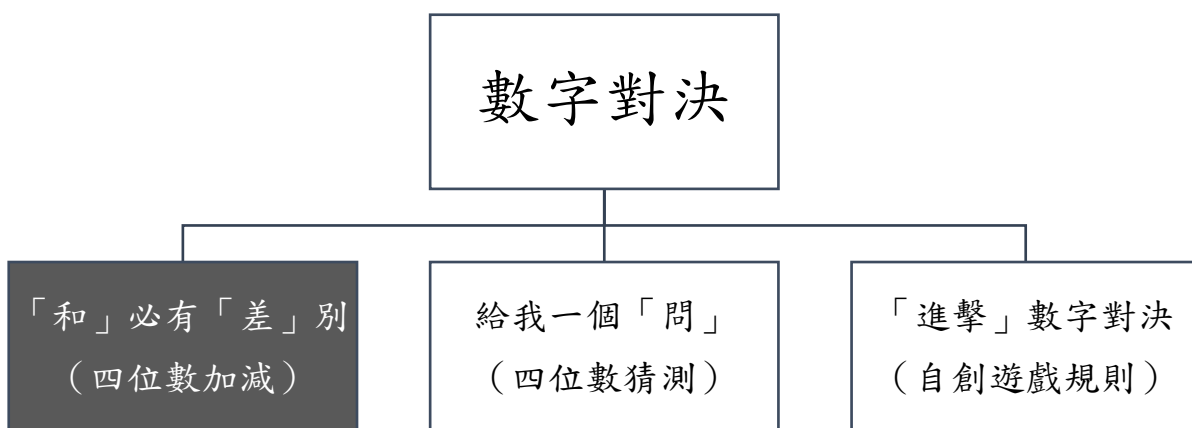 數字對決
「和」必有「差」別
（四位數加減）
給我一個「問」
（四位數猜測）
「進擊」數字對決
（自創遊戲規則）